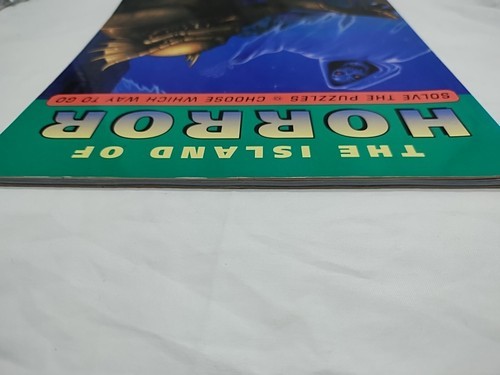 THE ISLAND OF
HORROR
SOLVE THE PUZZLES * CHOOSE WHICH WAY TO GO